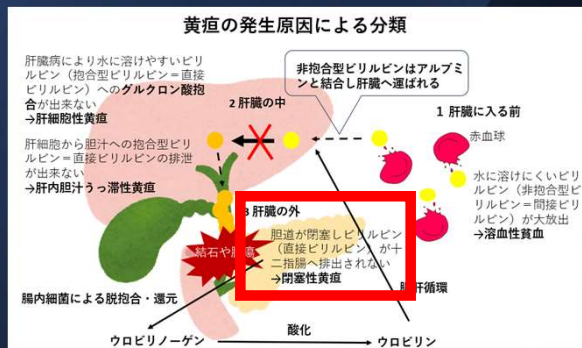 黄疸の発生原因による分類
肝臓病により水に溶けやすいビリ
ルビン（抱合型ビリルビン＝直接
ビリルビン）へのグルクロン酸抱
合が出来ない
→肝細胞性黄疸
肝細胞から胆汁への抱合型ビリ
ルビン＝直接ビリルビンの排泄
が出来ない
→肝内胆汁うっ滞性黄疸
非抱合型ビリルビンはアルブミ
ンと結合し肝臓へ運ばれる
2 肝臓の中
1 肝臓に入る前
赤血球
水に溶けにくいビ
リルビン（非抱合型ビ
リルビン＝間接ビリ
ルビン）が大放出
→溶血性貧血
3 肝臓の外
胆道が閉塞しビリルビン
（直接ビリルビン）が十
二指腸へ排出されない
→閉塞性黄疸
結石や腫瘍
腸肝循環
腸内細菌による脱抱合・還元
ウロビリノーゲン
酸化
ウロビリン